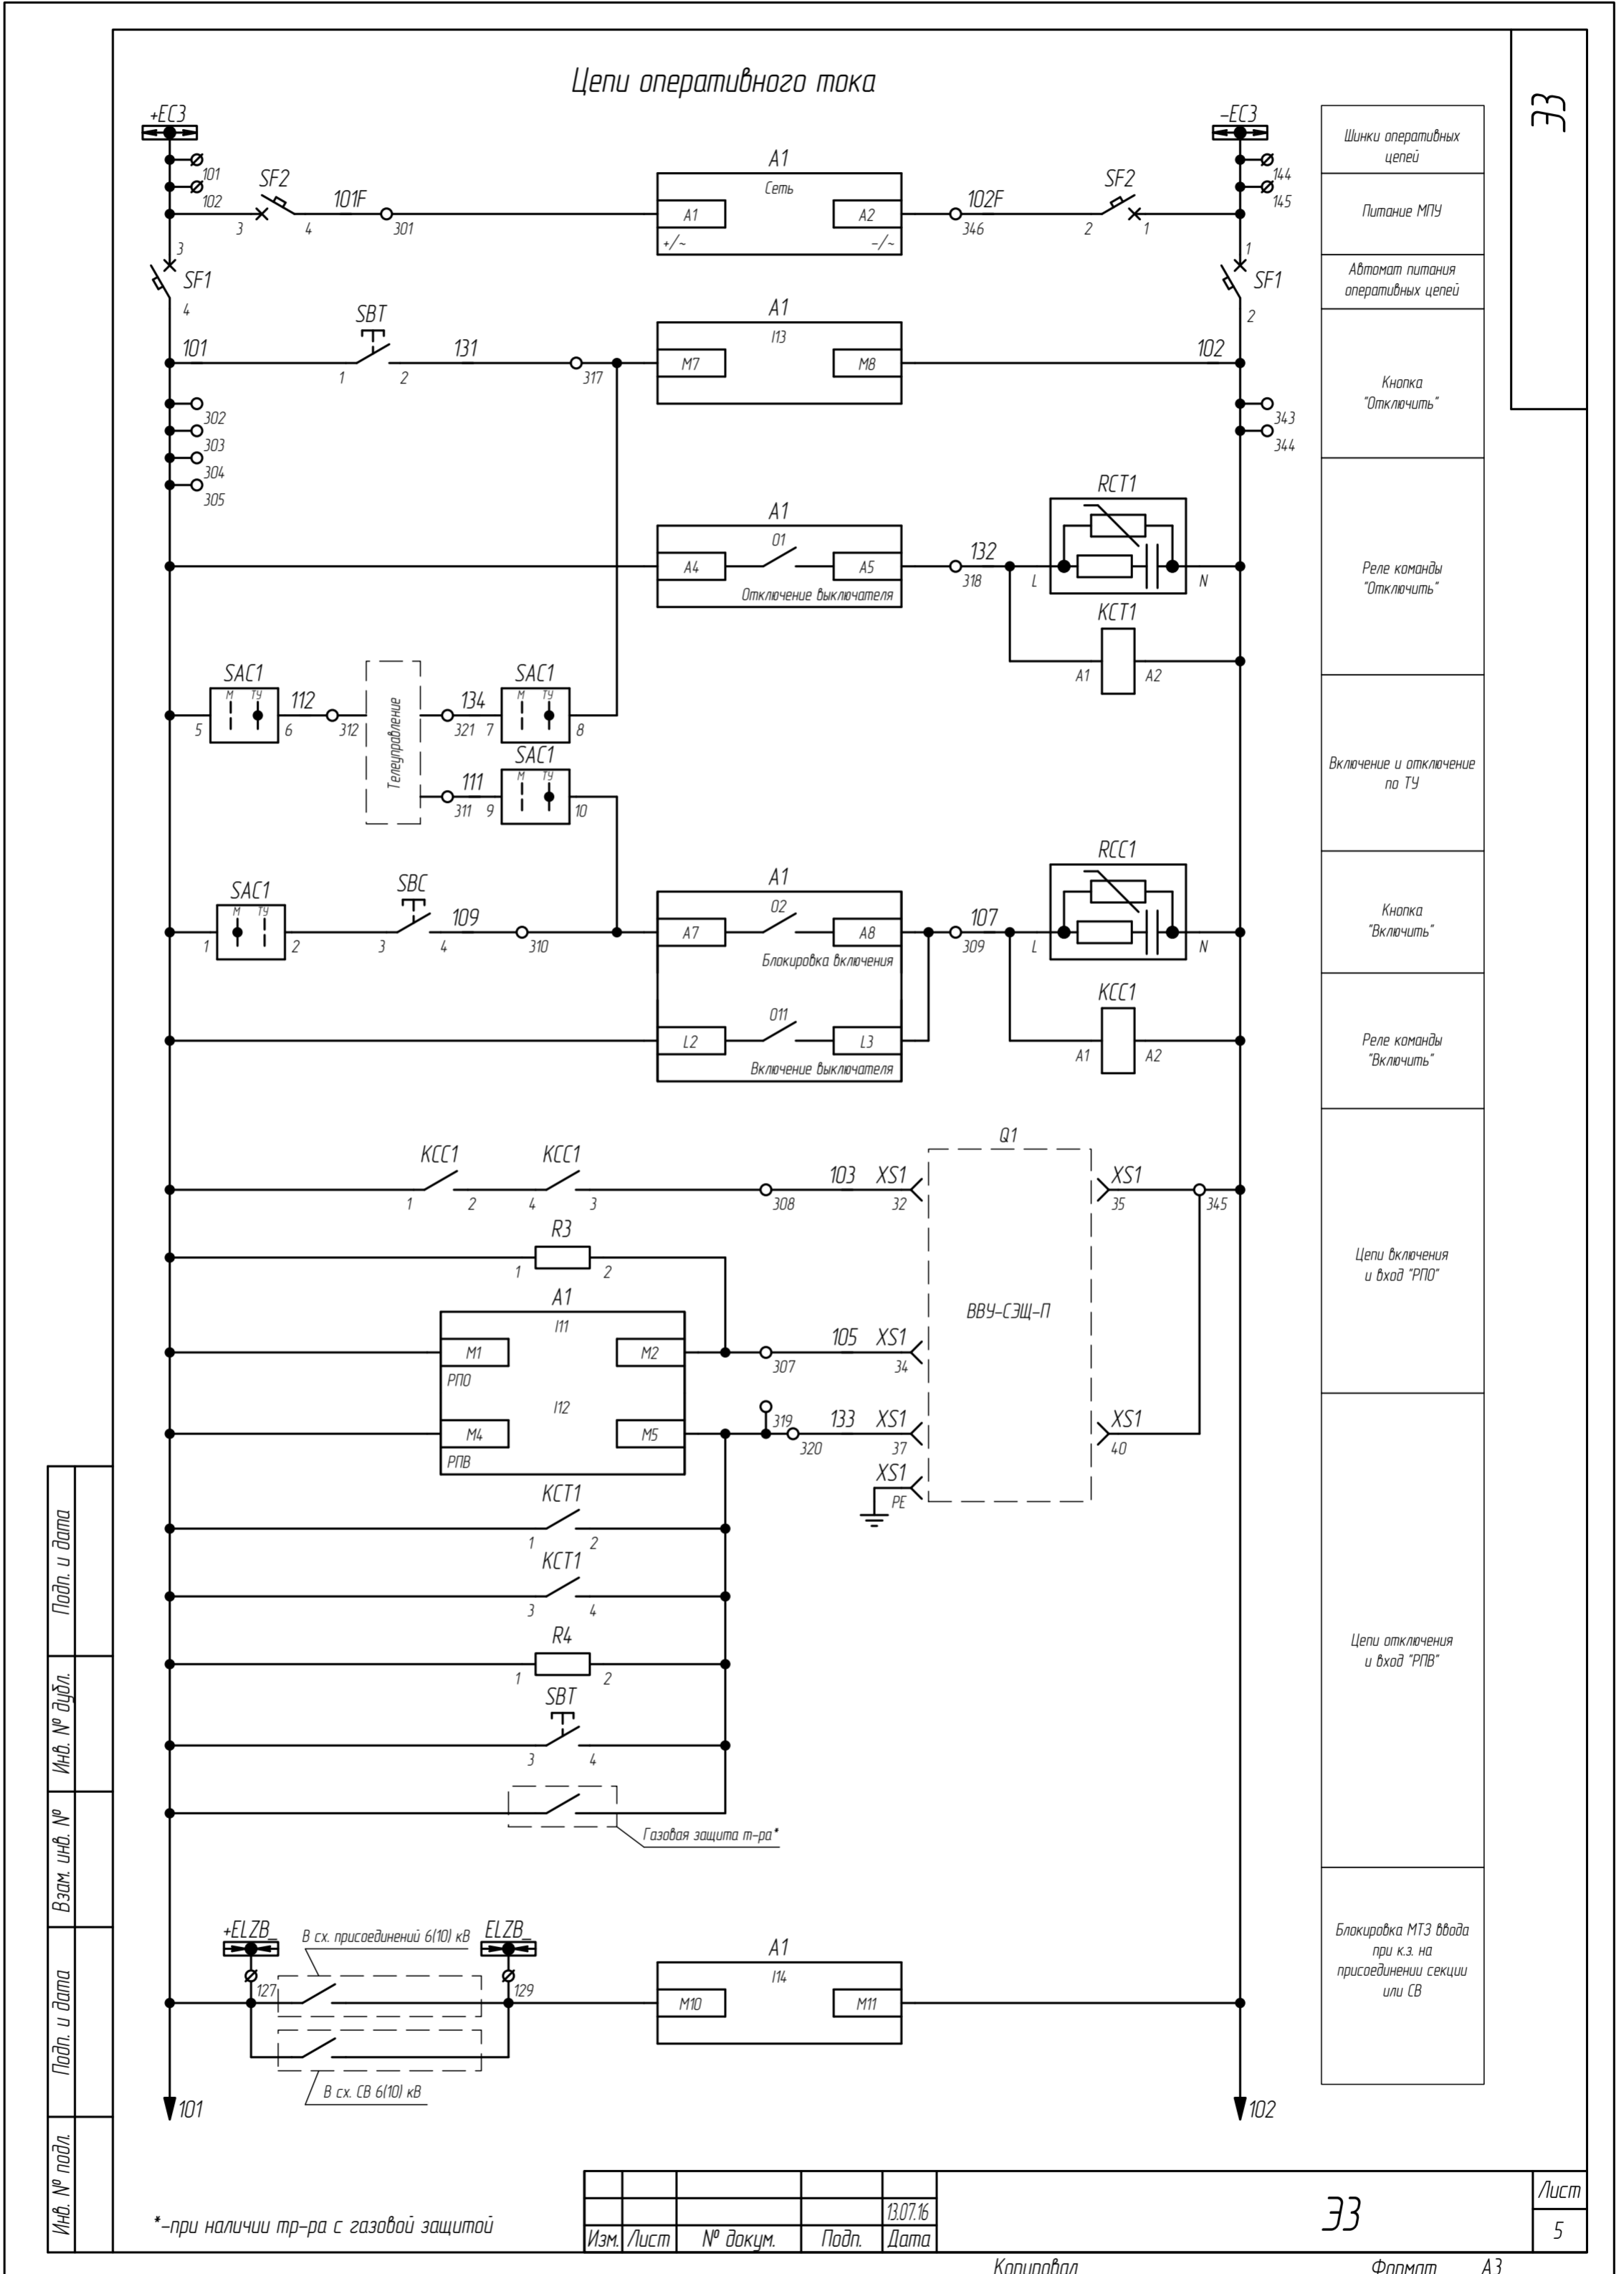 Цепи оперативного тока
ЭЗ
+ЕС3
-ЕС3
Шинки оперативных
цепей
101
102
144
145
SF2
101F
3
4
301
A1
Сеть
A1
A2
+/~
-/~
102F
346
SF2
2
1
Питание МПУ
3
SF1
4
1
SF1
2
Автомат питания
оперативных цепей
101
SBT
1
2
131
317
A1
I13
M7
M8
102
Кнопка
"Отключить"
302
303
304
305
343
344
A1
O1
A4
A5
Отключение выключателя
132
318
RCT1
L
N
KCT1
A1
A2
Реле команды
"Отключить"
SAC1
М
ТУ
5
6
112
312
Телеуправление
134
321
7
SAC1
М
ТУ
8
111
311
9
SAC1
М
ТУ
10
Включение и отключение
по ТУ
SAC1
М
ТУ
1
2
SBC
3
4
109
310
A1
O2
A7
A8
Блокировка включения
107
309
RCC1
L
N
Кнопка
"Включить"
O11
L2
L3
Включение выключателя
KCC1
A1
A2
Реле команды
"Включить"
KCC1
1
2
KCC1
4
3
308
103
XS1
32
Q1
ВВУ-СЭЩ-П
XS1
35
345
R3
1
2
A1
I11
M1
M2
РПО
307
105
XS1
34
Цепи включения
и вход "РПО"
I12
M4
M5
РПВ
319
320
133
XS1
37
XS1
40
XS1
PE
KCT1
1
2
KCT1
3
4
R4
1
2
SBT
3
4
Газовая защита т-ра*
Цепи отключения
и вход "РПВ"
+ELZB_
В сх. присоединений 6(10) кВ
ELZB_
127
129
A1
I14
M10
M11
В сх. СВ 6(10) кВ
Блокировка МТЗ ввода
при к.з. на
присоединении секции
или СВ
101
102
Подп. и дата
Инв. № дубл.
Взам. инв. №
Подп. и дата
Инв. № подл.
*-при наличии тр-ра с газовой защитой
13.07.16
Изм.
Лист
№ докум.
Подп.
Дата
ЭЗ
Лист
5
Копировал
Формат
А3